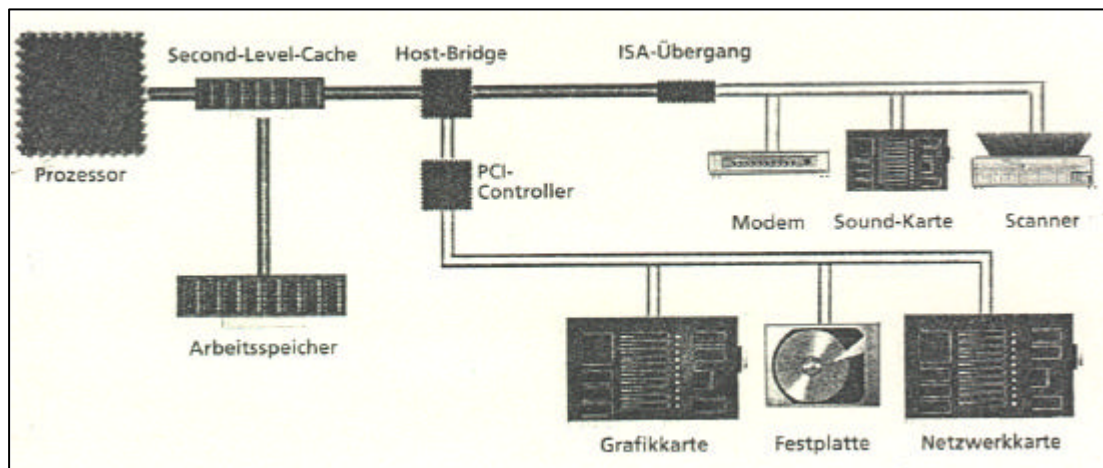 Second-Level-Cache
Host-Bridge
ISA-Übergang
Prozessor
PCI-
Controller
Modem
Sound-Karte
Scanner
Arbeitsspeicher
Grafikkarte
Festplatte
Netzwerkkarte